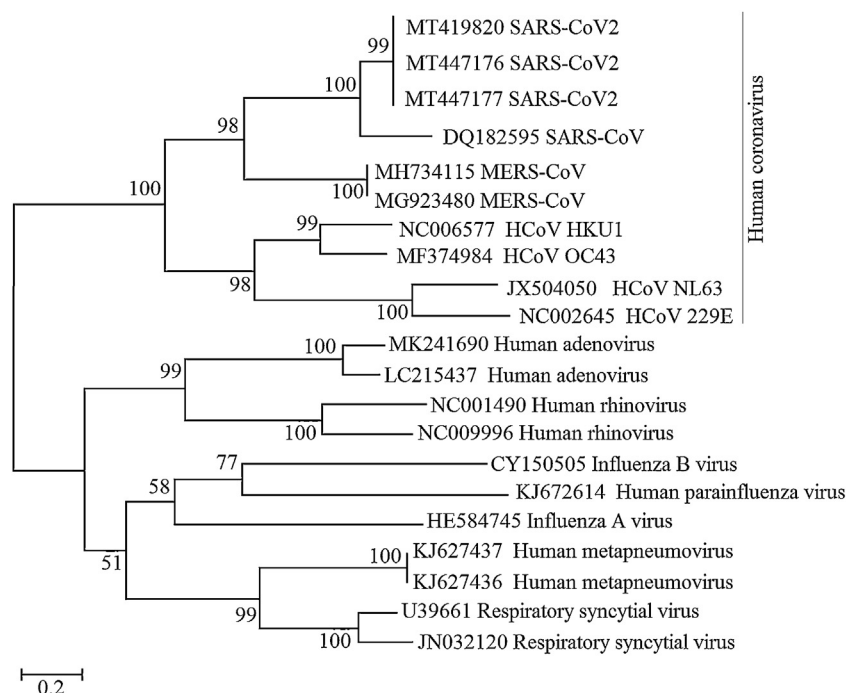 MT419820 SARS-CoV2
99
MT447176 SARS-CoV2
100
MT447177 SARS-CoV2
98
DQ182595 SARS-CoV
MH734115 MERS-CoV
100
100
MG923480 MERS-CoV
Human coronavirus
99
NC006577 HCoV HKU1
MF374984 HCoV OC43
98
JX504050 HCoV NL63
100
NC002645 HCoV 229E
100
MK241690 Human adenovirus
99
LC215437 Human adenovirus
NC001490 Human rhinovirus
100
NC009996 Human rhinovirus
77
CY150505 Influenza B virus
58
KJ672614 Human parainfluenza virus
HE584745 Influenza A virus
51
100
KJ627437 Human metapneumovirus
KJ627436 Human metapneumovirus
99
U39661 Respiratory syncytial virus
100
JN032120 Respiratory syncytial virus
0.2